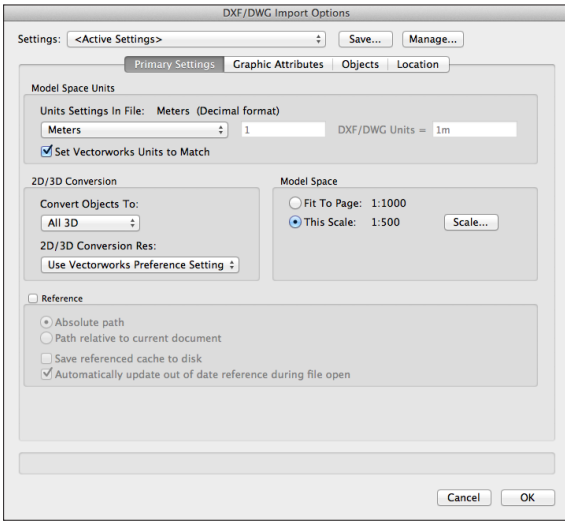 DXF/DWG Import Options
Settings: <Active Settings> Save... Manage...
Primary Settings Graphic Attributes Objects Location
Model Space Units
Units Settings In File: Meters (Decimal format)
Meters 1 DXF/DWG Units = 1m
Set Vectorworks Units to Match
2D/3D Conversion
Convert Objects To:
All 3D
2D/3D Conversion Res:
Use Vectorworks Preference Setting
Model Space
Fit To Page: 1:1000
This Scale: 1:500 Scale...
Reference
Absolute path
Path relative to current document
Save referenced cache to disk
Automatically update out of date reference during file open
Cancel OK